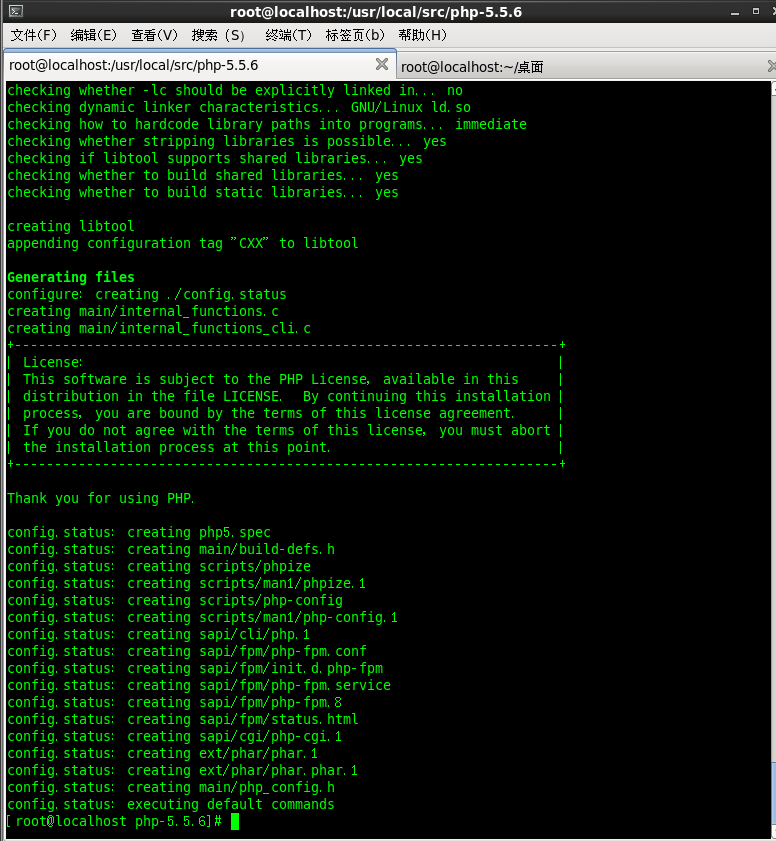 root@localhost:/usr/local/src/php-5.5.6
文件(F) 编辑(E) 查看(V) 搜索 (S) 终端(T) 标签页(b) 帮助(H)
root@localhost:/usr/local/src/php-5.5.6 root@localhost:~/桌面
checking whether -lc should be explicitly linked in... no
checking dynamic linker characteristics... GNU/Linux ld.so
checking how to hardcode library paths into programs... immediate
checking whether stripping libraries is possible... yes
checking if libtool supports shared libraries... yes
checking whether to build shared libraries... yes
checking whether to build static libraries... yes
creating libtool
appending configuration tag "CXX" to libtool
Generating files
configure: creating ./config.status
creating main/internal_functions.c
creating main/internal_functions_cli.c
+--------------------------------------------------------------------+
| License: |
| This software is subject to the PHP License, available in this |
| distribution in the file LICENSE. By continuing this installation |
| process, you are bound by the terms of this license agreement. |
| If you do not agree with the terms of this license, you must abort |
| the installation process at this point. |
+--------------------------------------------------------------------+
Thank you for using PHP.
config.status: creating php5.spec
config.status: creating main/build-defs.h
config.status: creating scripts/phpize
config.status: creating scripts/man1/phpize.1
config.status: creating scripts/php-config
config.status: creating scripts/man1/php-config.1
config.status: creating sapi/cli/php.1
config.status: creating sapi/fpm/php-fpm.conf
config.status: creating sapi/fpm/init.d.php-fpm
config.status: creating sapi/fpm/php-fpm.service
config.status: creating sapi/fpm/php-fpm.8
config.status: creating sapi/fpm/status.html
config.status: creating sapi/cgi/php-cgi.1
config.status: creating ext/phar/phar.1
config.status: creating ext/phar/phar.phar.1
config.status: creating main/php_config.h
config.status: executing default commands
[root@localhost php-5.5.6]#